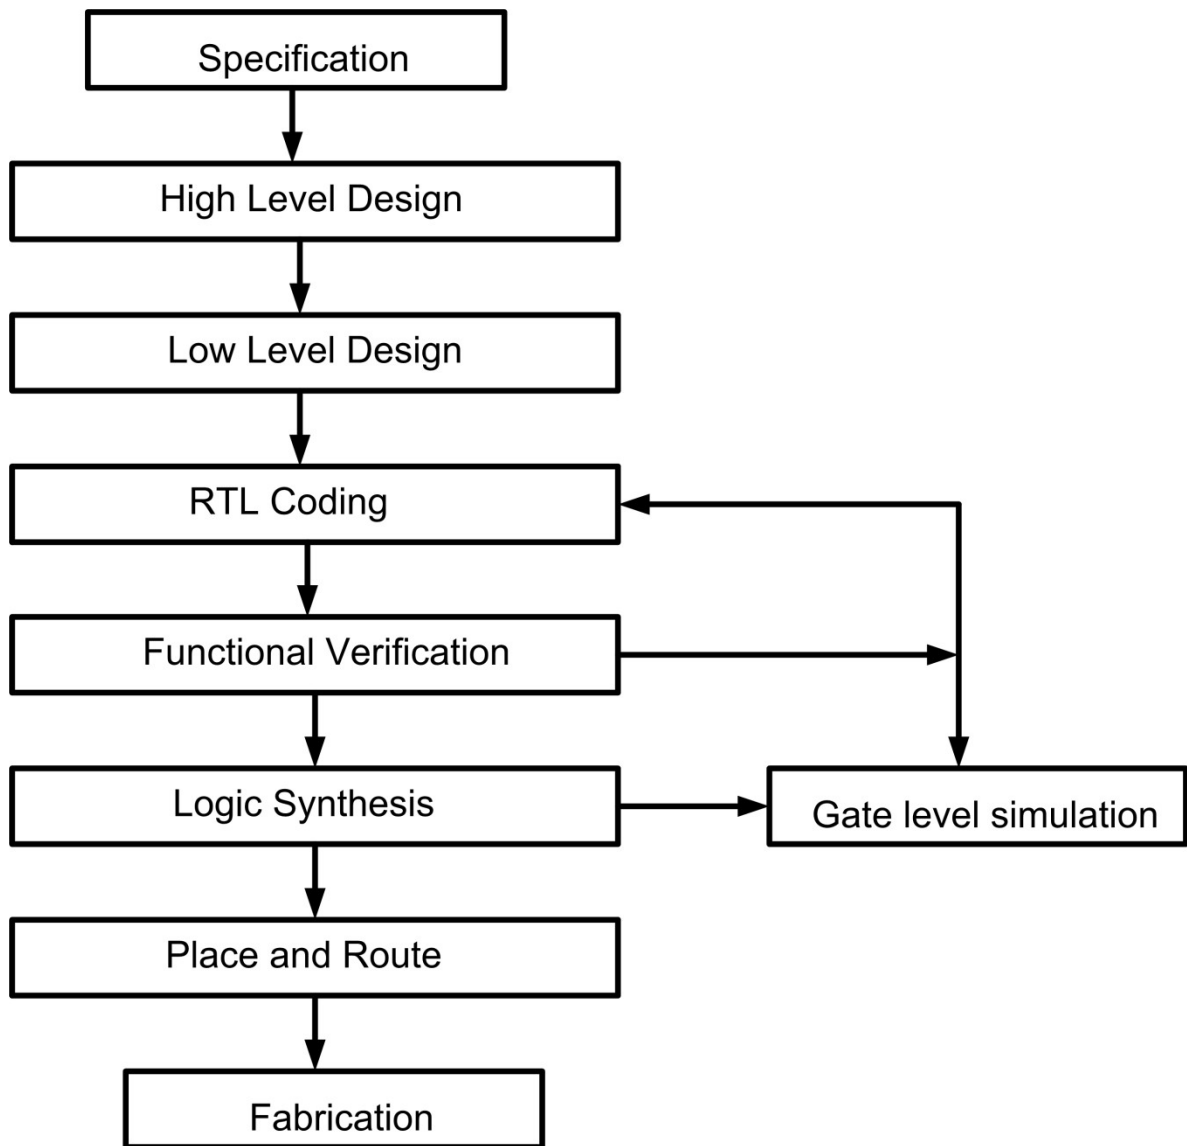 Specification
High Level Design
Low Level Design
RTL Coding
Functional Verification
Logic Synthesis
Gate level simulation
Place and Route
Fabrication